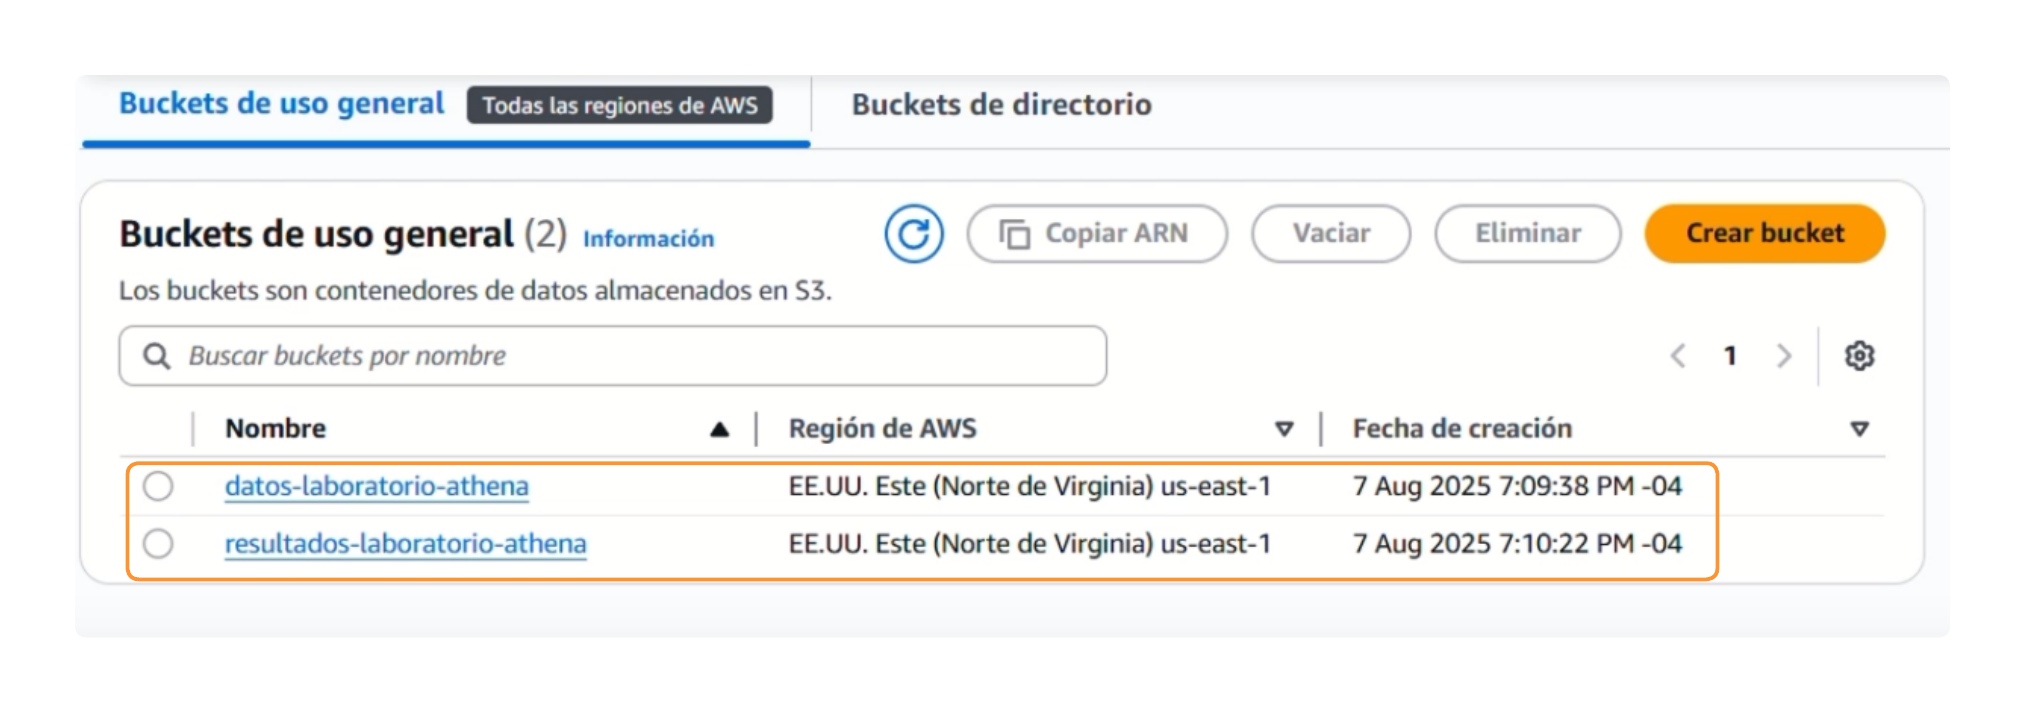 Buckets de uso general Todas las regiones de AWS Buckets de directorio
Buckets de uso general (2) Información Copiar ARN Vaciar Eliminar Crear bucket
Los buckets son contenedores de datos almacenados en S3.
Buscar buckets por nombre 1
Nombre Región de AWS Fecha de creación
datos-laboratorio-athena EE.UU. Este (Norte de Virginia) us-east-1 7 Aug 2025 7:09:38 PM -04
resultados-laboratorio-athena EE.UU. Este (Norte de Virginia) us-east-1 7 Aug 2025 7:10:22 PM -04